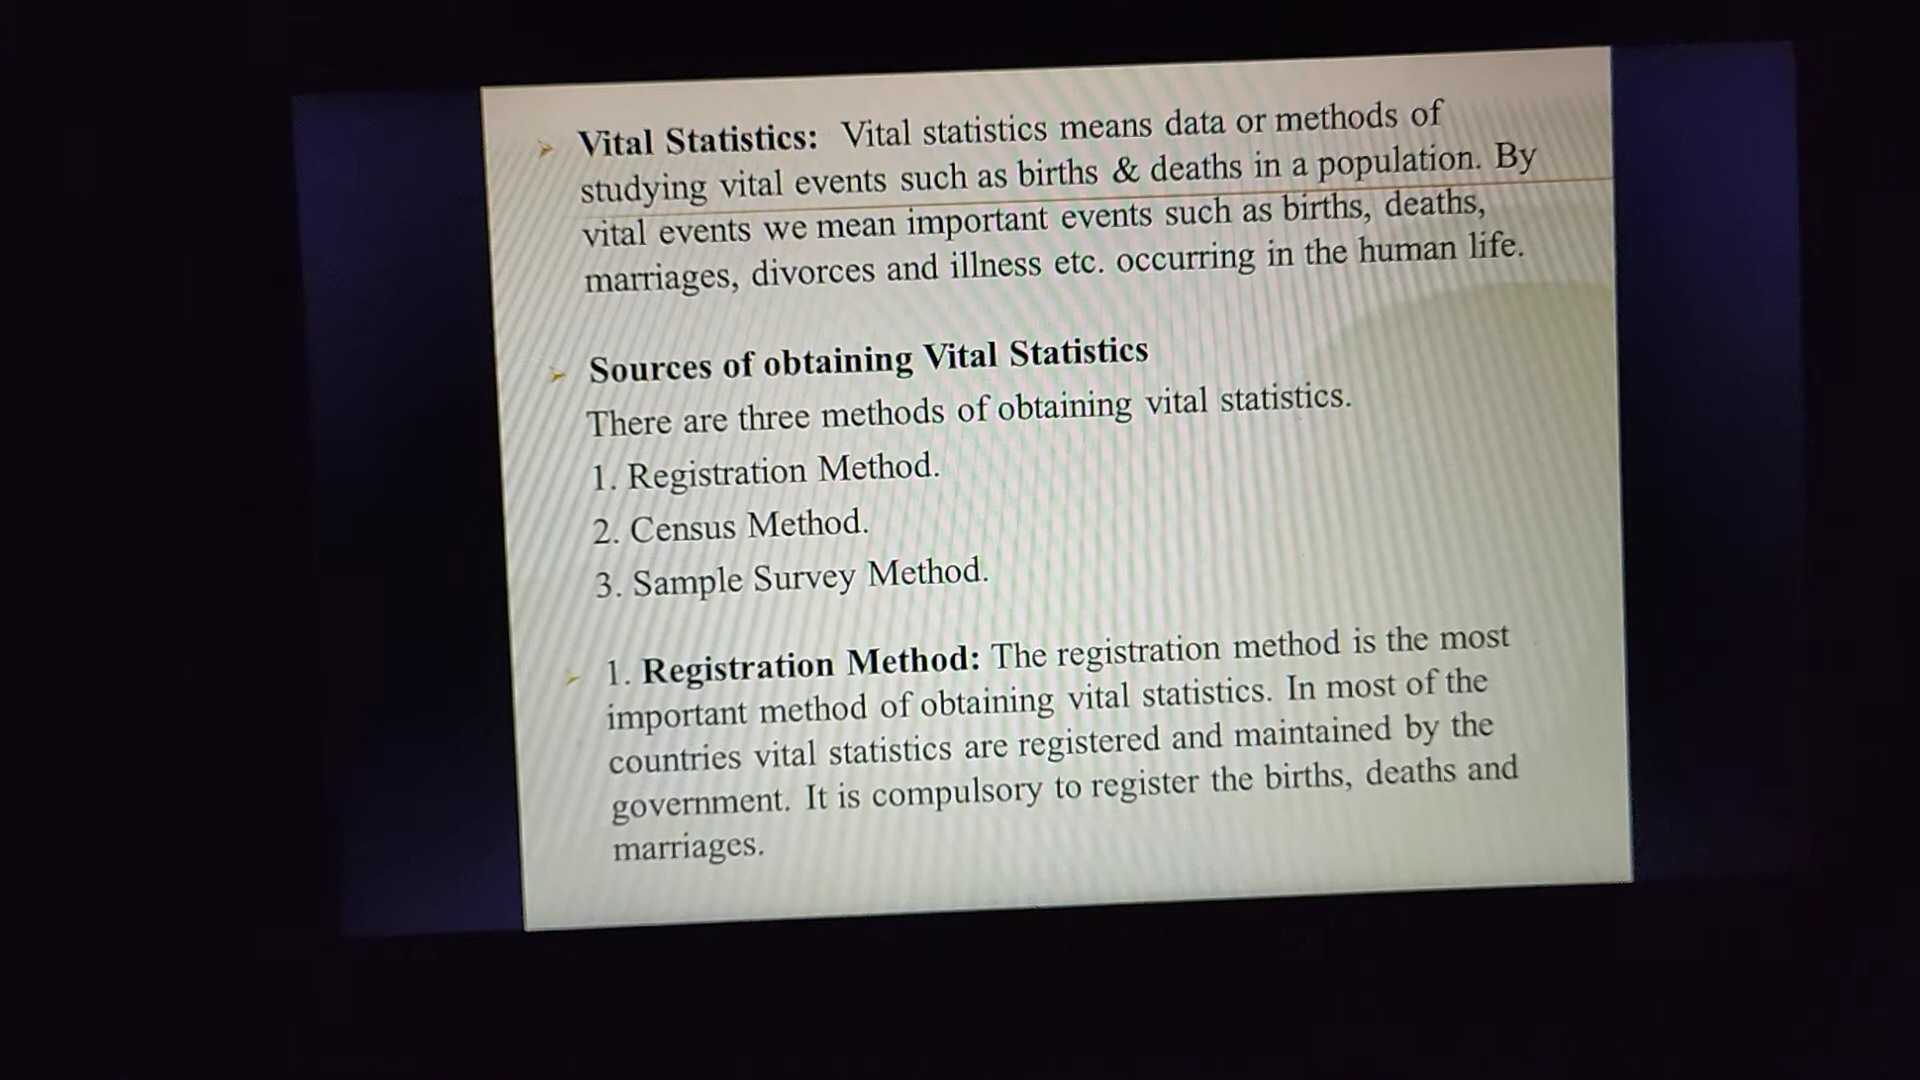 Vital Statistics: Vital statistics means data or methods of
studying vital events such as births & deaths in a population. By
vital events we mean important events such as births, deaths,
marriages, divorces and illness etc. occurring in the human life.
Sources of obtaining Vital Statistics
There are three methods of obtaining vital statistics.
1. Registration Method.
2. Census Method.
3. Sample Survey Method.
1. Registration Method: The registration method is the most
important method of obtaining vital statistics. In most of the
countries vital statistics are registered and maintained by the
government. It is compulsory to register the births, deaths and
marriages.